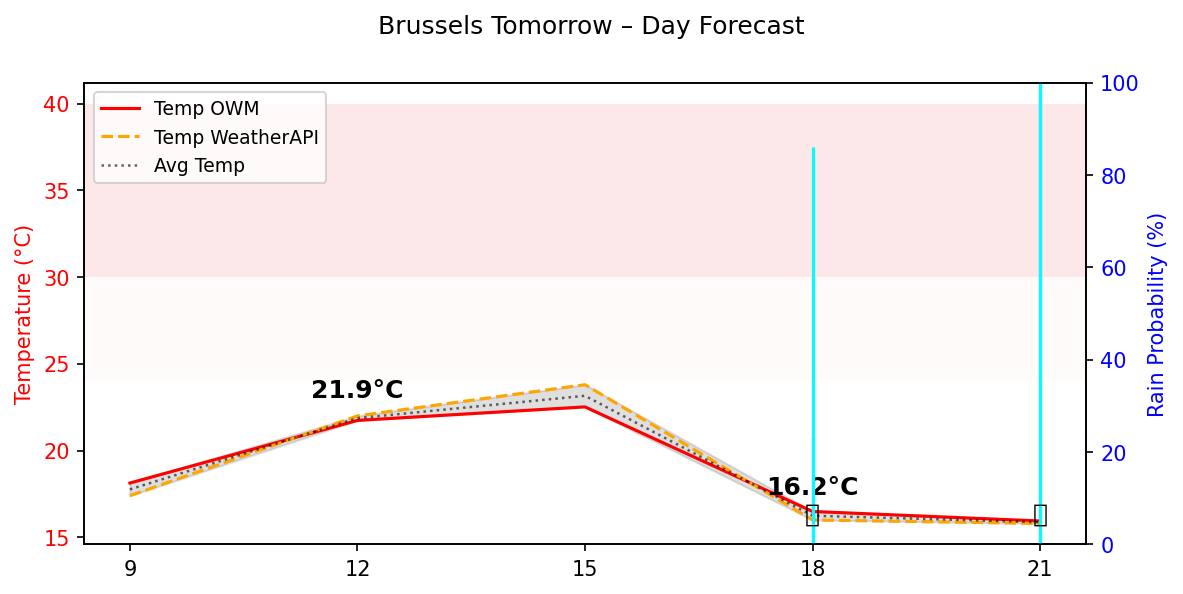 Brussels Tomorrow – Day Forecast
Temp OWM
Temp WeatherAPI
Avg Temp
Temperature (°C)
40
35
30
25
20
15
100
80
60
40
20
0
Rain Probability (%)
21.9°C
16.2°C
9
12
15
18
21